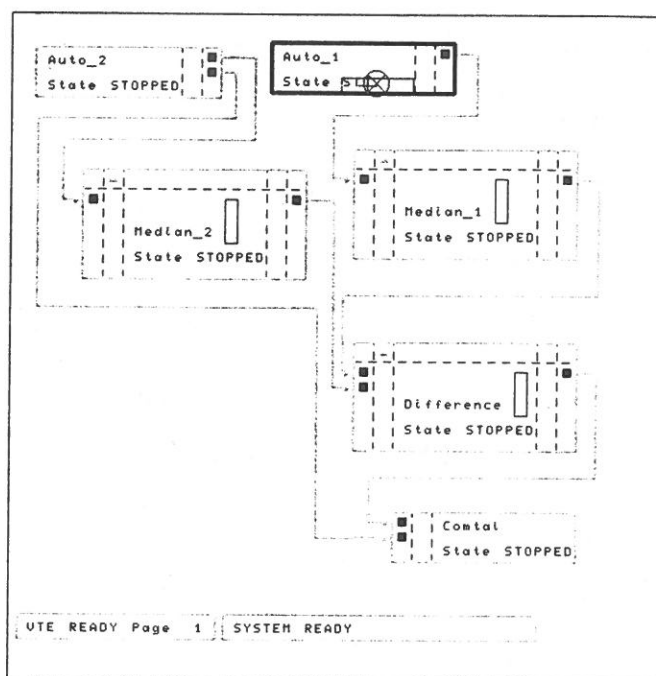 Auto_2
State STOPPED
Auto_1
State
Median_2
State STOPPED
Median_1
State STOPPED
Difference
State STOPPED
Comtal
State STOPPED
VTE READY Page 1
SYSTEM READY